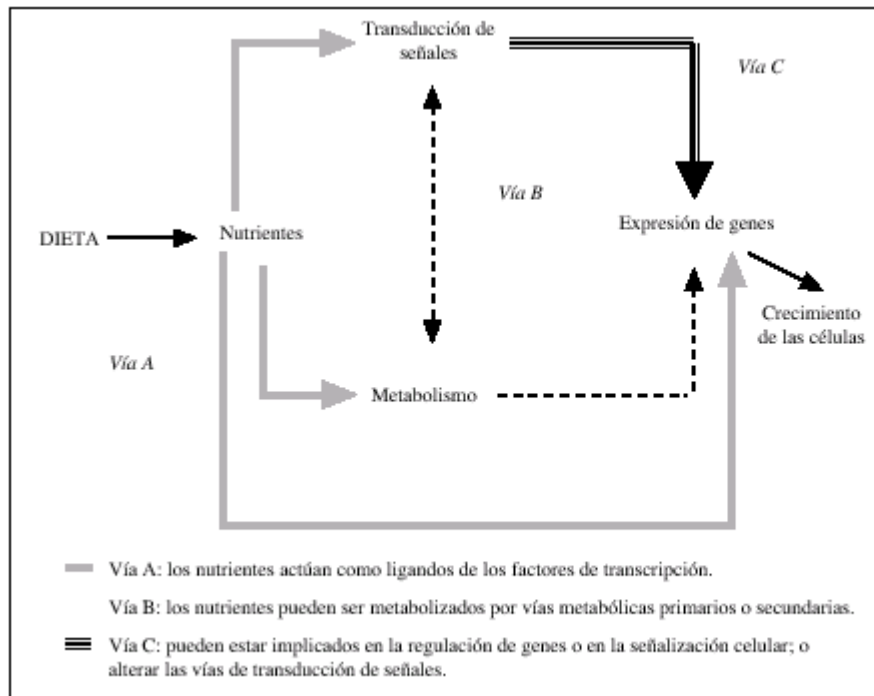 Transducción de
señales
Vía C
Vía B
DIETA
Nutrientes
Expresión de genes
Crecimiento
de las células
Vía A
Metabolismo
Vía A: los nutrientes actúan como ligandos de los factores de transcripción.
Vía B: los nutrientes pueden ser metabolizados por vías metabólicas primarios o secundarias.
Vía C: pueden estar implicados en la regulación de genes o en la señalización celular; o
alterar las vías de transducción de señales.